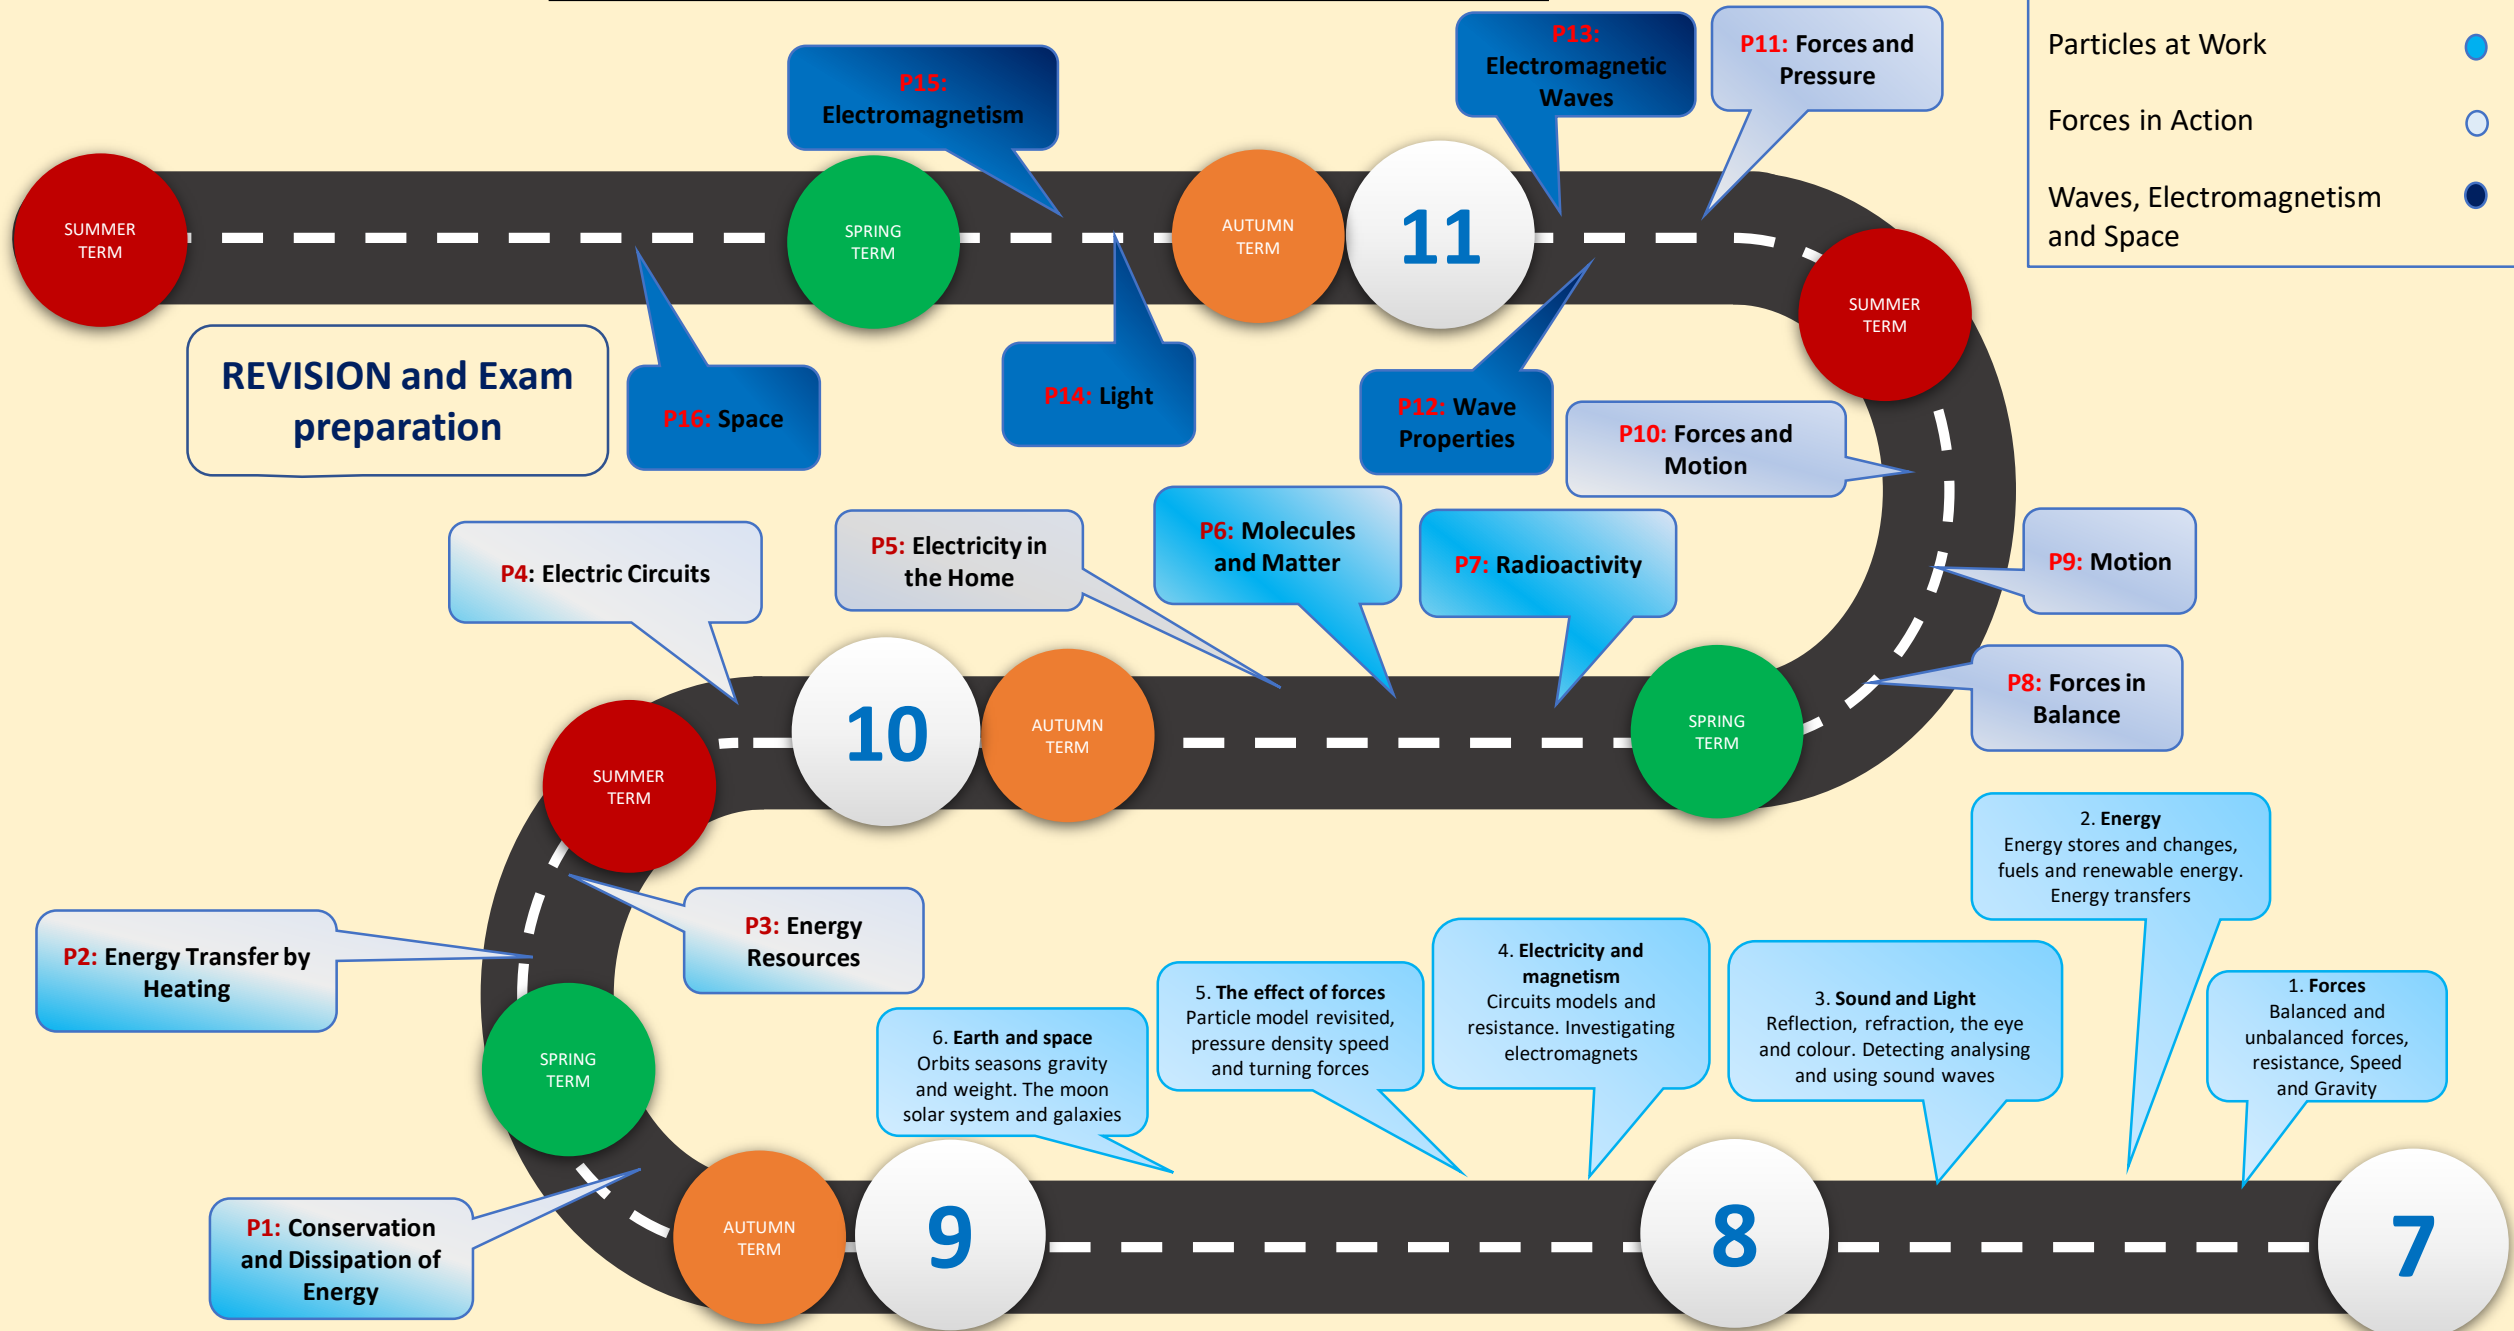 P15:
Electromagnetism
P13:
Electromagnetic
Waves
P11: Forces and
Pressure
Particles at Work
Forces in Action
Waves, Electromagnetism
and Space
SUMMER
TERM
SPRING
TERM
AUTUMN
TERM
11
SUMMER
TERM
REVISION and Exam
preparation
P16: Space
P14: Light
P12: Wave
Properties
P10: Forces and
Motion
P4: Electric Circuits
P5: Electricity in
the Home
P6: Molecules
and Matter
P7: Radioactivity
P9: Motion
P8: Forces in
Balance
SUMMER
TERM
10
AUTUMN
TERM
SPRING
TERM
P2: Energy Transfer by
Heating
P3: Energy
Resources
SPRING
TERM
P1: Conservation
and Dissipation of
Energy
AUTUMN
TERM
6. Earth and space
Orbits seasons gravity
and weight. The moon
solar system and galaxies
5. The effect of forces
Particle model revisited,
pressure density speed
and turning forces
4. Electricity and
magnetism
Circuits models and
resistance. Investigating
electromagnets
3. Sound and Light
Reflection, refraction, the eye
and colour. Detecting analysing
and using sound waves
2. Energy
Energy stores and changes,
fuels and renewable energy.
Energy transfers
1. Forces
Balanced and
unbalanced forces,
resistance, Speed
and Gravity
9
8
7